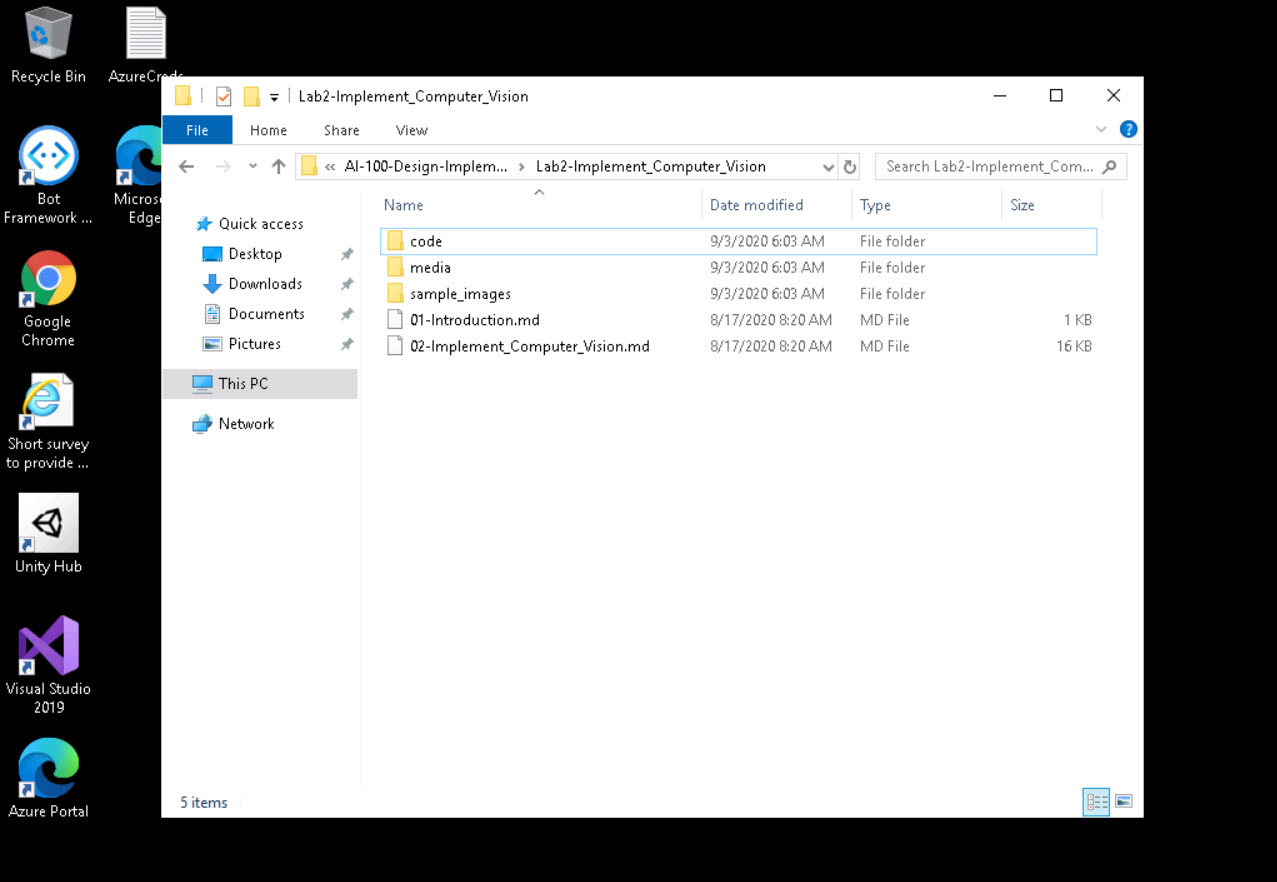 Recycle Bin
AzureCreds
Bot
Framework ...
Microso
Edge
Google
Chrome
Short survey
to provide ...
Unity Hub
Visual Studio
2019
Azure Portal
Lab2-Implement_Computer_Vision
File Home Share View
« AI-100-Design-Implem... › Lab2-Implement_Computer_Vision
Search Lab2-Implement_Com...
Quick access
Desktop
Downloads
Documents
Pictures
This PC
Network
Name Date modified Type Size
code 9/3/2020 6:03 AM File folder
media 9/3/2020 6:03 AM File folder
sample_images 9/3/2020 6:03 AM File folder
01-Introduction.md 8/17/2020 8:20 AM MD File 1 KB
02-Implement_Computer_Vision.md 8/17/2020 8:20 AM MD File 16 KB
5 items